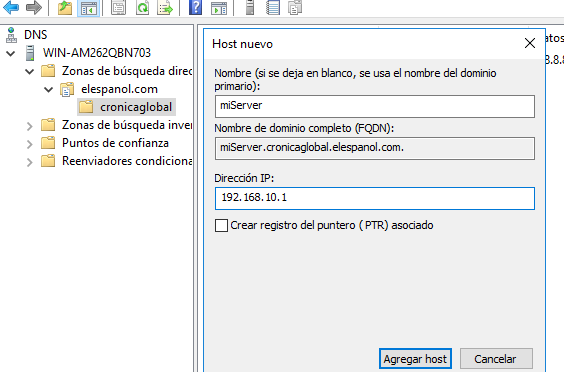 DNS
WIN-AM262QBN703
Zonas de búsqueda direc
elespanol.com
cronicaglobal
Zonas de búsqueda inver
Puntos de confianza
Reenviadores condiciona
Host nuevo
Nombre (si se deja en blanco, se usa el nombre del dominio
primario):
miServer
Nombre de dominio completo (FQDN):
miServer.cronicaglobal.elespanol.com.
Dirección IP:
192.168.10.1
Crear registro del puntero (PTR) asociado
Agregar host
Cancelar
atos
8.8.8